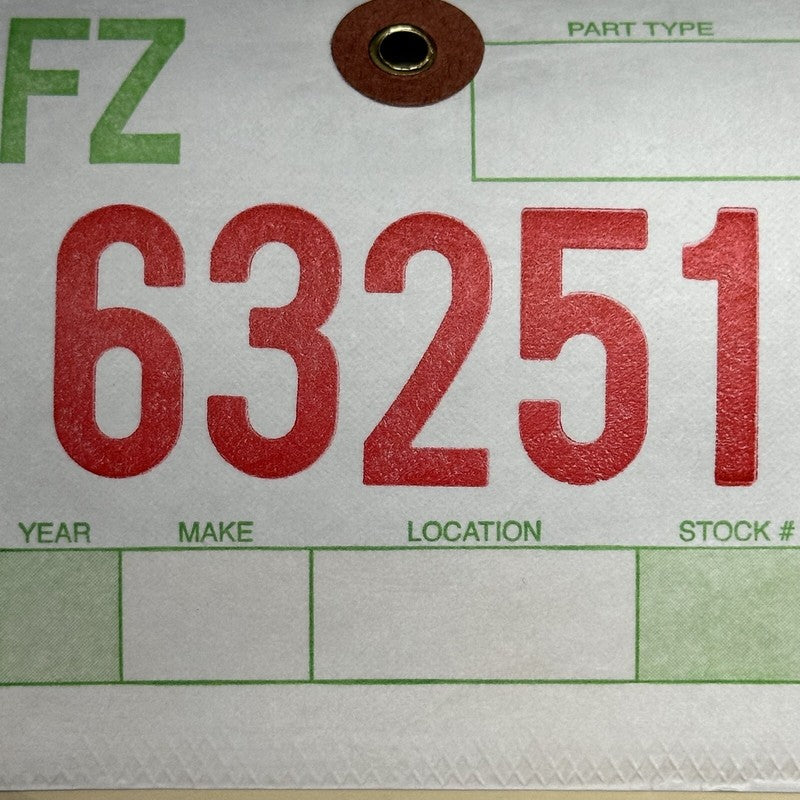 PART TYPE
FZ
63251
YEAR MAKE LOCATION STOCK #